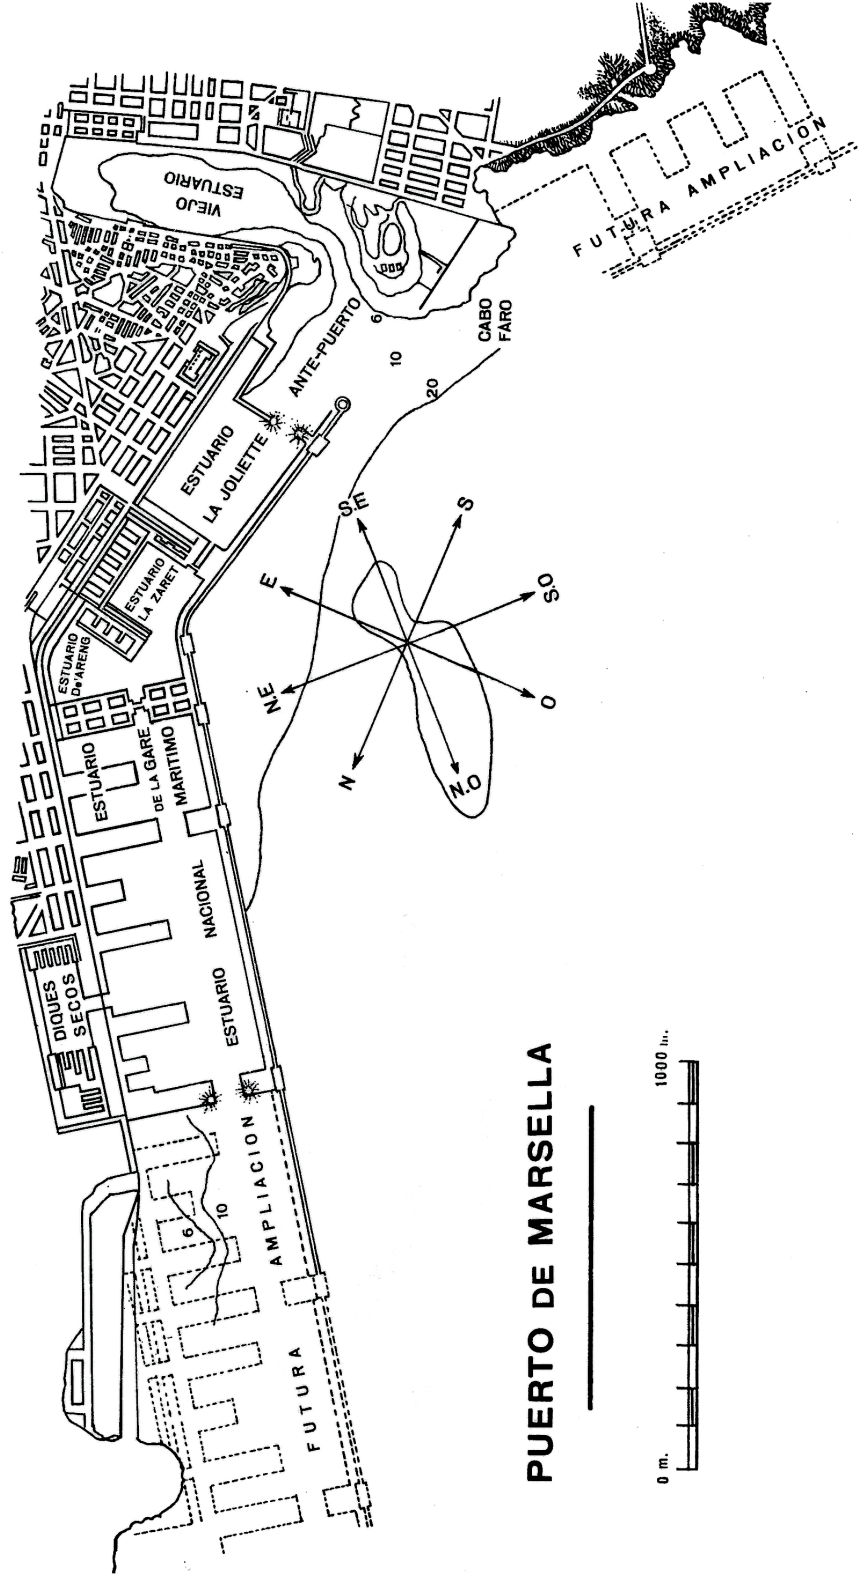 PUERTO DE MARSELLA
0 m.
1000 m.
FUTURA AMPLIACION
6
10
DIQUES
SECOS
ESTUARIO NACIONAL
ESTUARIO
DE LA GARE
MARITIMO
ESTUARIO
De'ARENG
ESTUARIO
LA ZARET
ESTUARIO
LA JOLIETTE
ANTE-PUERTO
VIEJO
ESTUARIO
6
10
20
CABO
FARO
FUTURA AMPLIACION
N
N.E
E
S.E
S
S.O
O
N.O